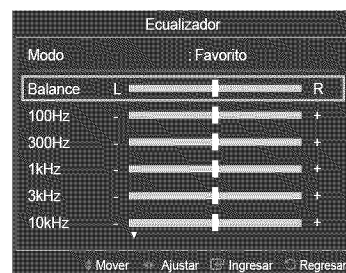 Ecualizador
Modo : Favorito
Balance L R
100Hz - +
300Hz - +
1kHz - +
3kHz - +
10kHz - +
Mover Ajustar Ingresar Regresar